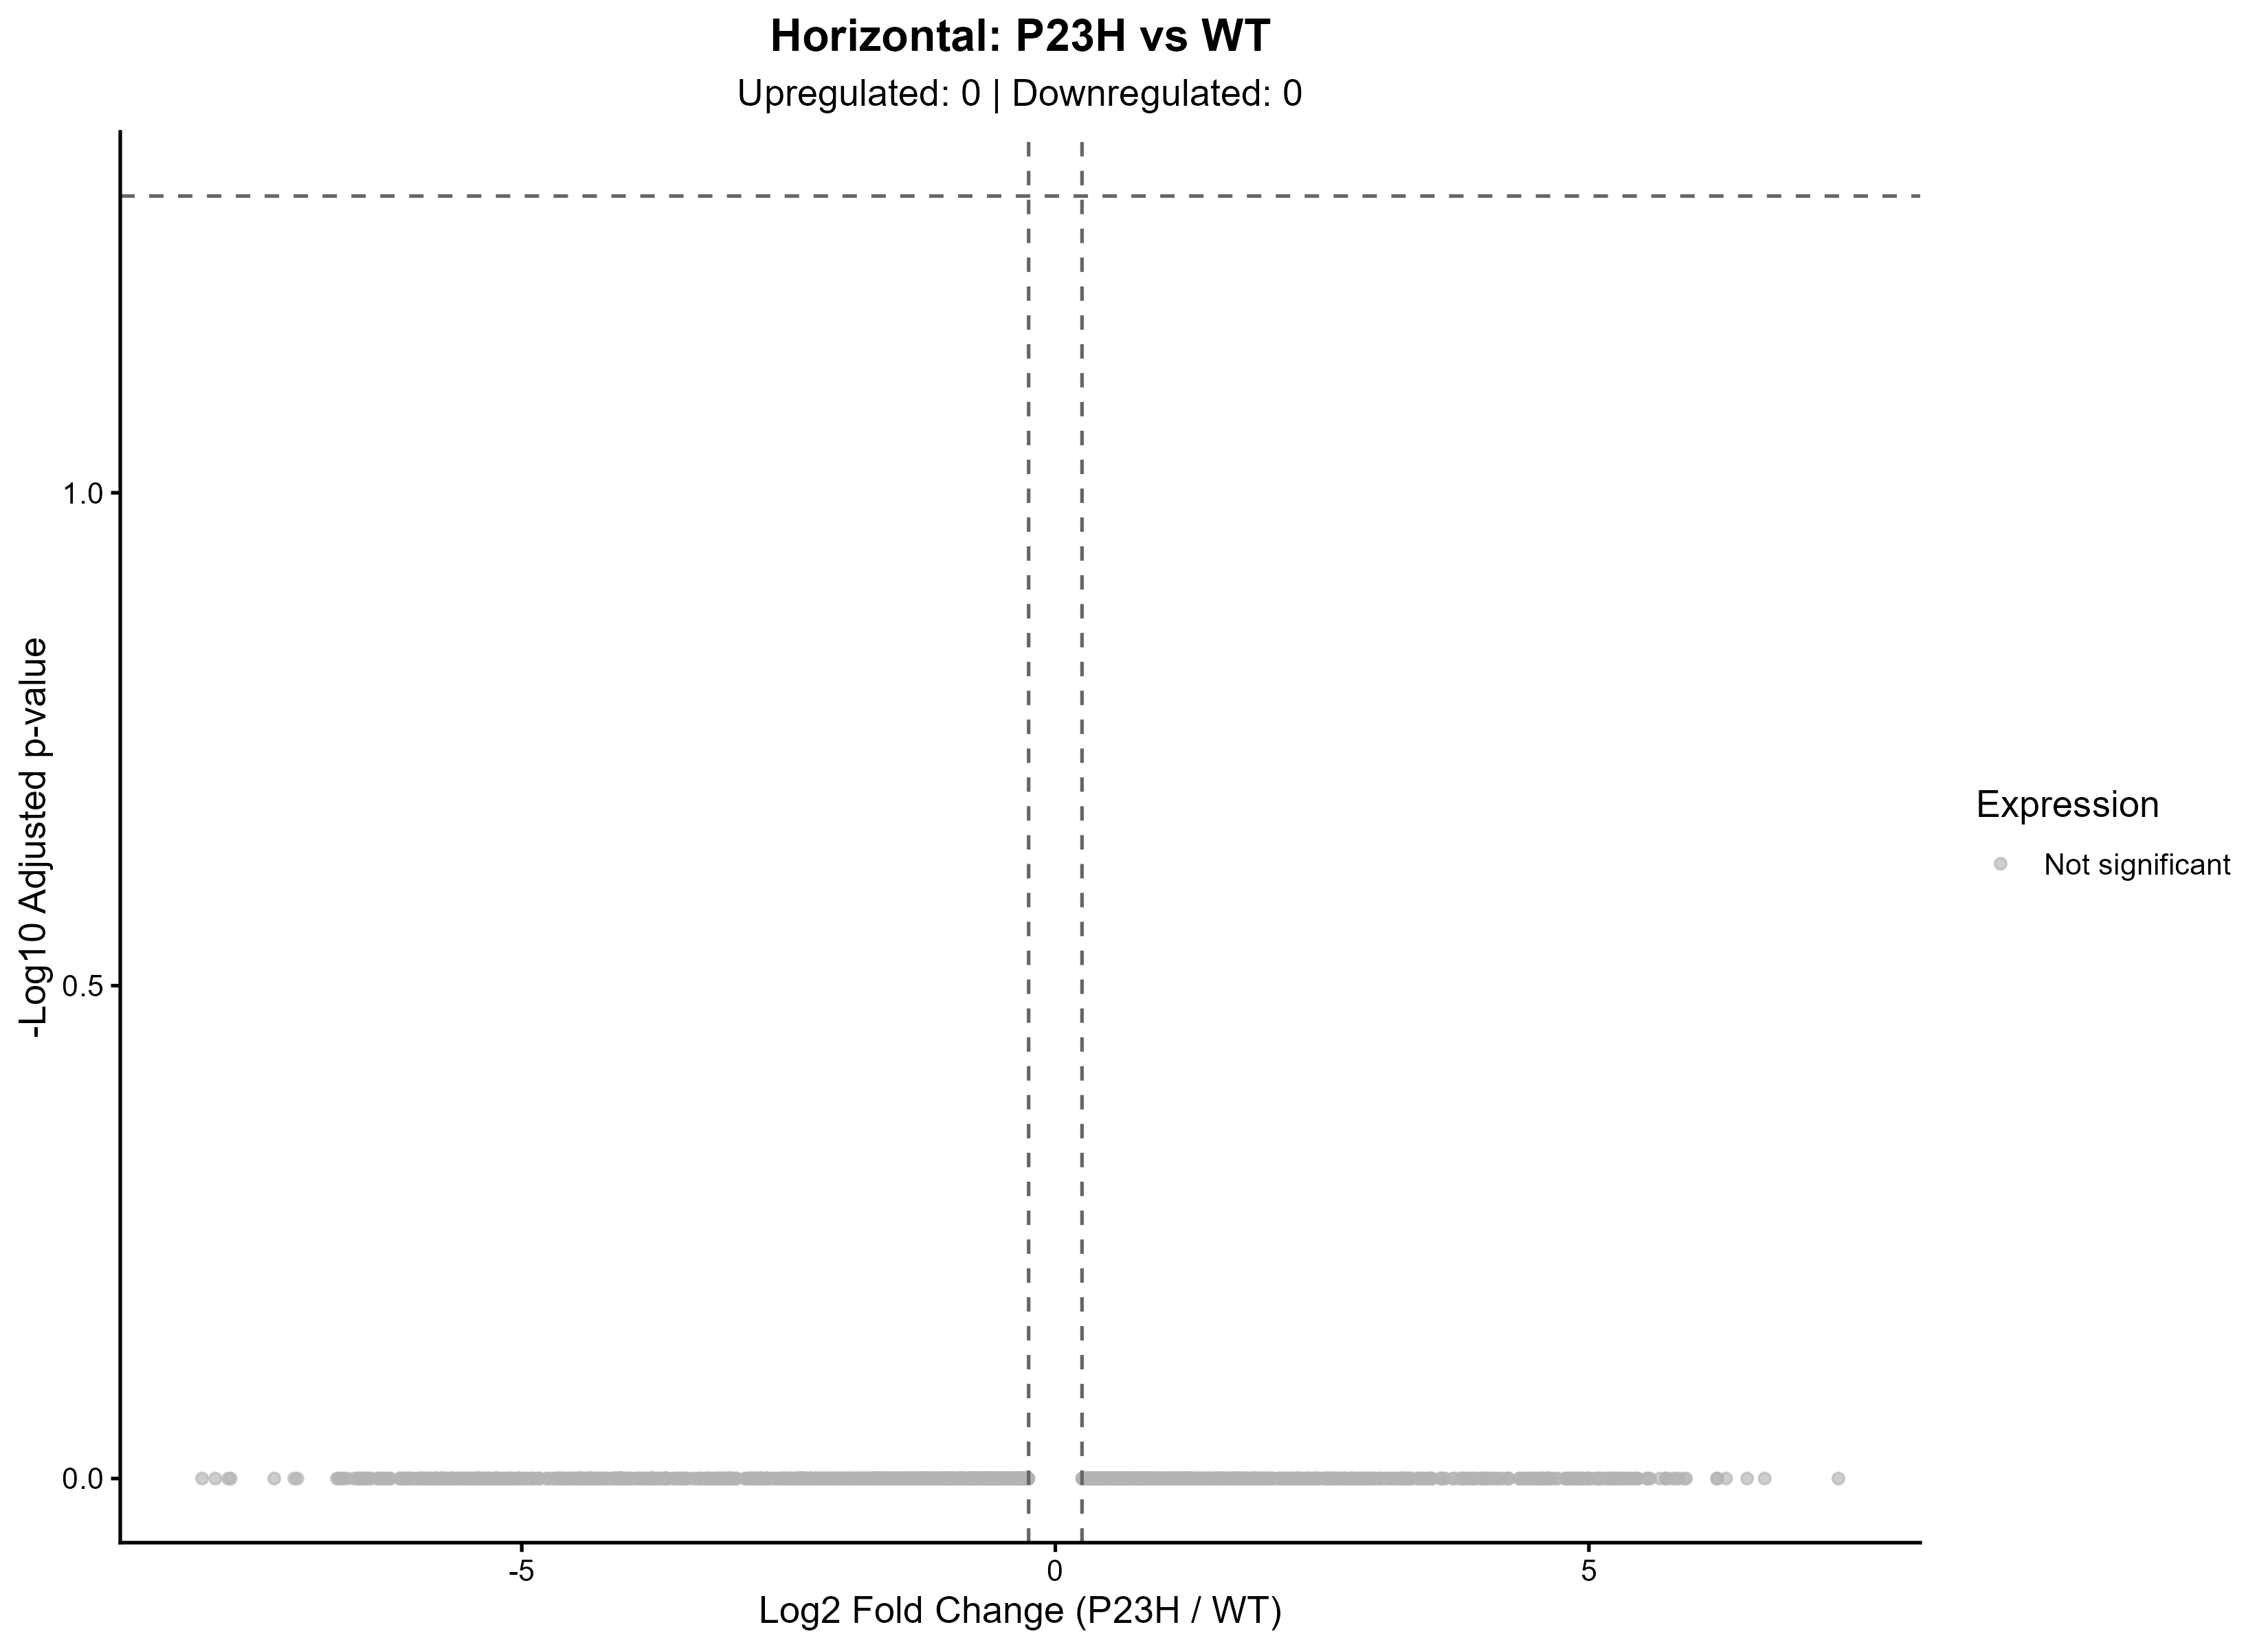 Horizontal: P23H vs WT
Upregulated: 0 | Downregulated: 0
-Log10 Adjusted p-value
1.0
0.5
0.0
-5
0
5
Log2 Fold Change (P23H / WT)
Expression
Not significant